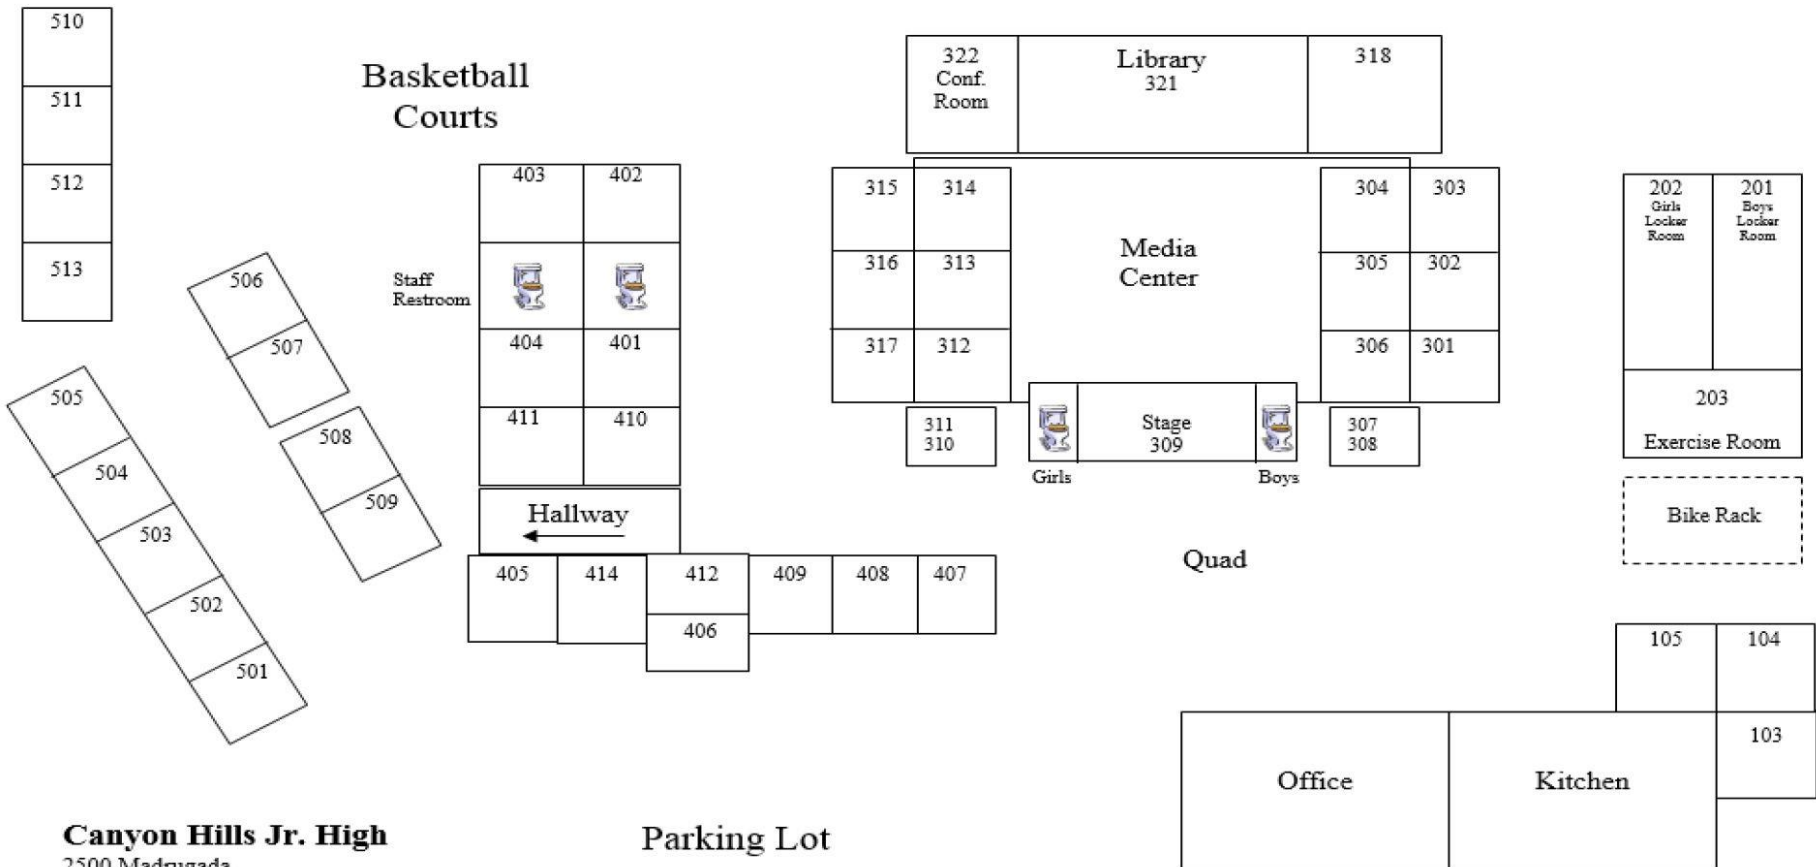 510
511
512
513
Basketball
Courts
403
402
Staff
Restroom
404
401
411
410
Hallway
405
414
412
409
408
407
406
506
507
508
509
505
504
503
502
501
322
Conf.
Room
Library
321
318
315
314
316
313
317
312
Media
Center
304
303
305
302
306
301
311
310
Girls
Stage
309
Boys
307
308
Quad
202
Girls
Locker
Room
201
Boys
Locker
Room
203
Exercise Room
Bike Rack
105
104
103
Office
Kitchen
Canyon Hills Jr. High
2500 Madrugada
Parking Lot